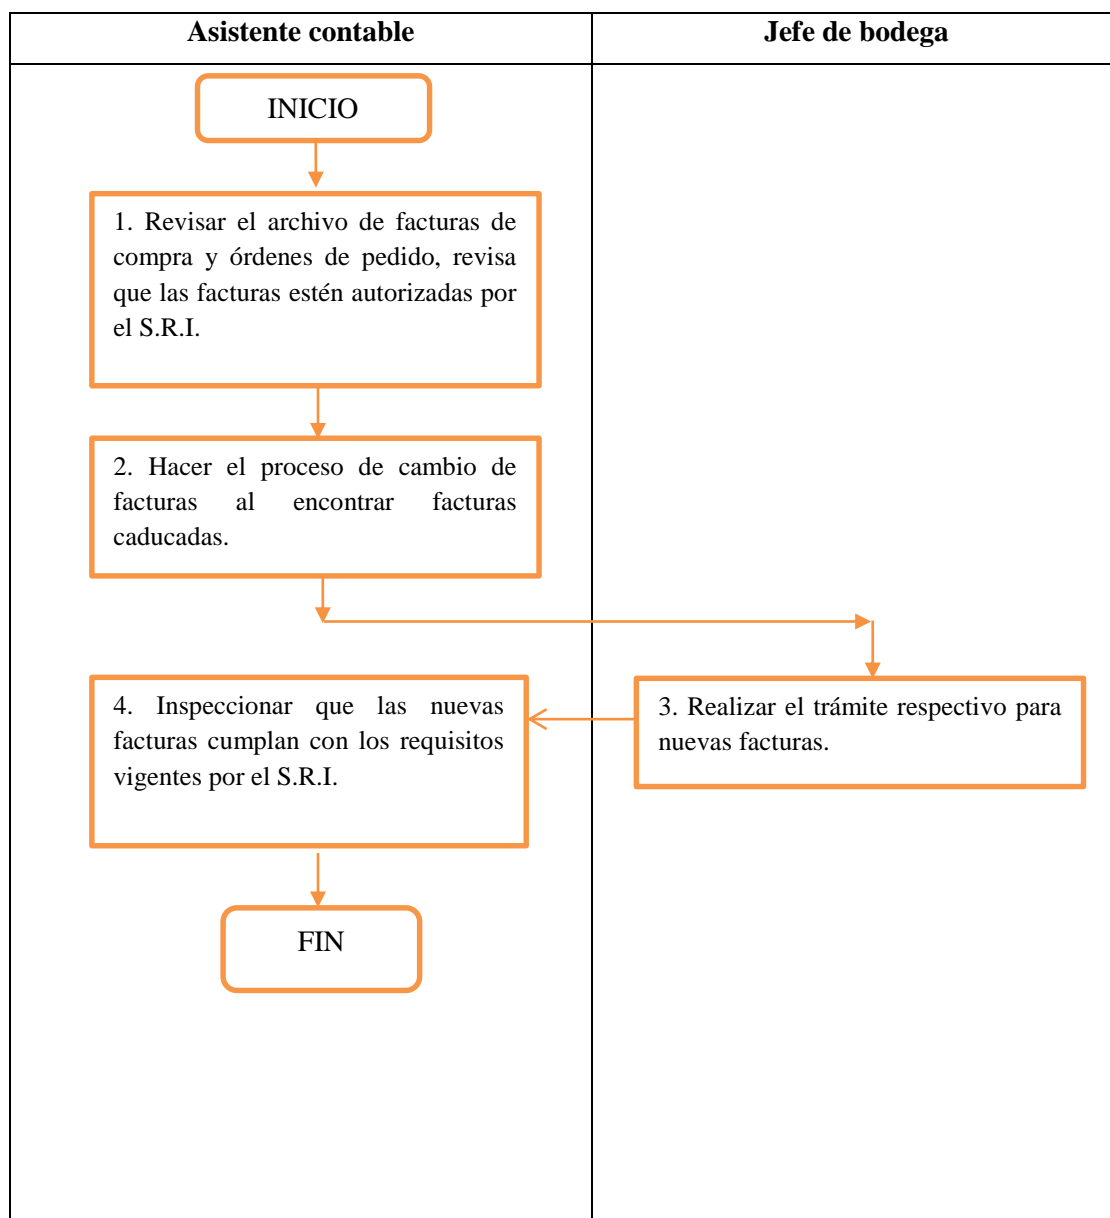 Asistente contable
Jefe de bodega
INICIO
1. Revisar el archivo de facturas de
compra y órdenes de pedido, revisa
que las facturas estén autorizadas por
el S.R.I.
2. Hacer el proceso de cambio de
facturas al encontrar facturas
caducadas.
3. Realizar el trámite respectivo para
nuevas facturas.
4. Inspeccionar que las nuevas
facturas cumplan con los requisitos
vigentes por el S.R.I.
FIN